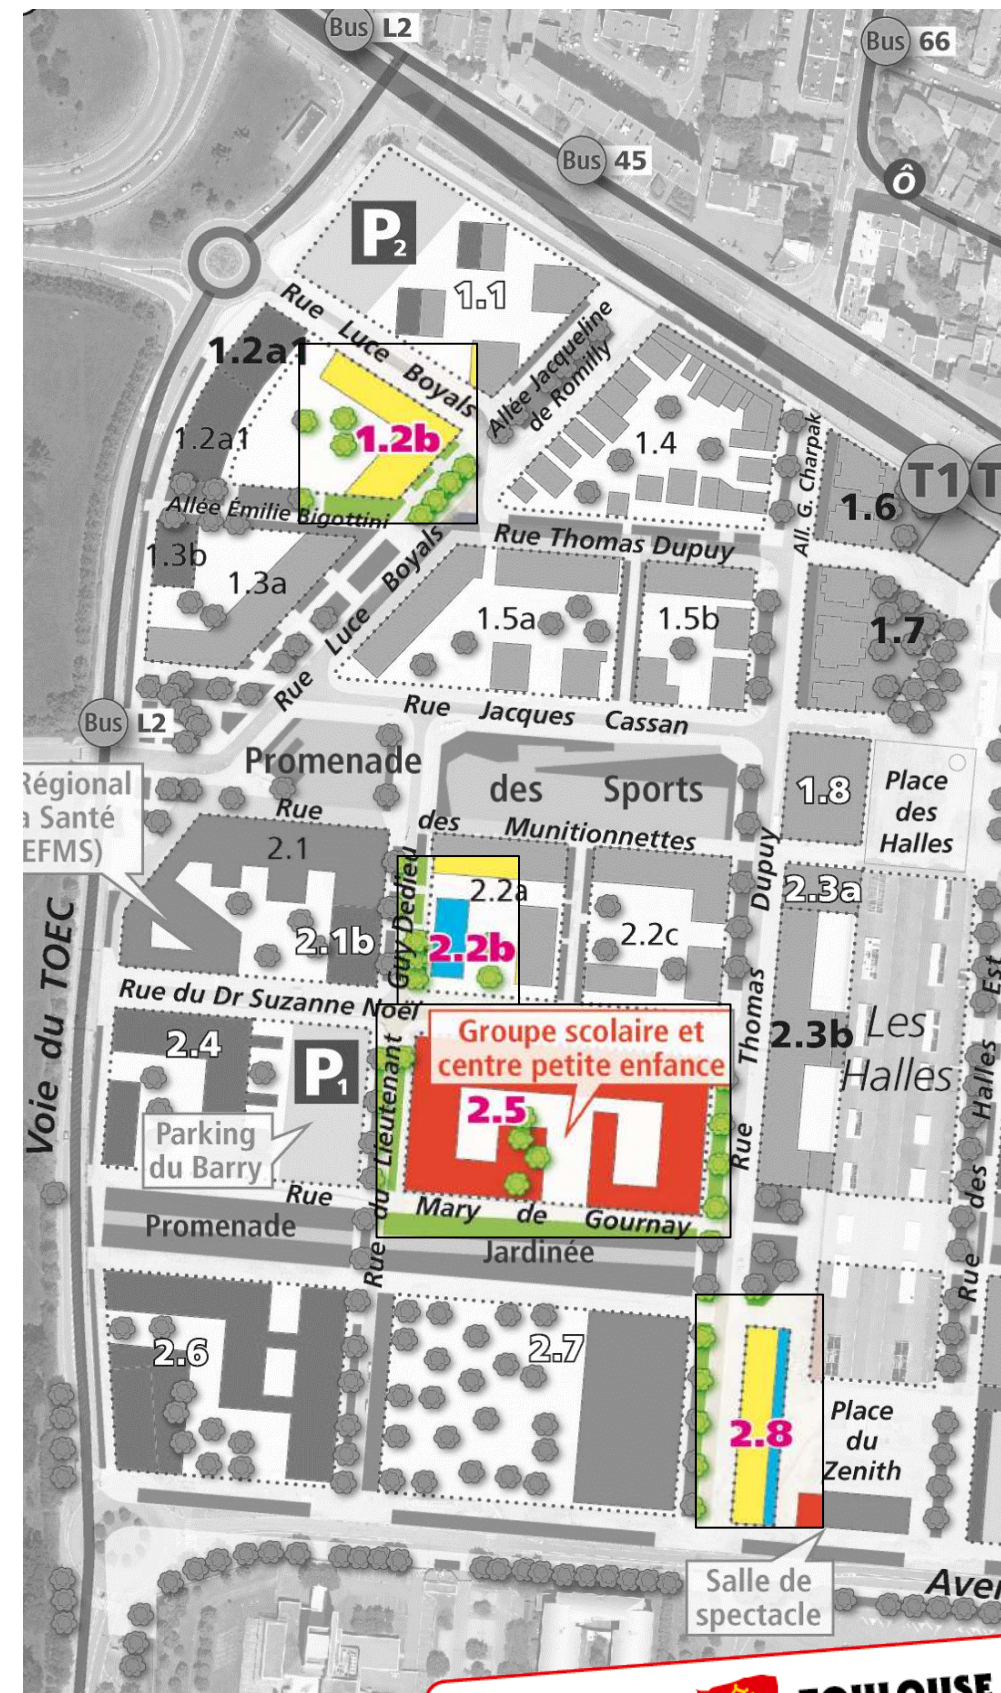 Bus L2
Bus 66
Bus 45
Ô
P2
1.1
Rue Luce Boyals
Allée Jacqueline
de Romilly
1.2a1
1.2b
1.2a1
1.4
All. G. Charpak
T1
T
1.6
Allée Émilie Bigottini
Rue Thomas Dupuy
1.3b
1.3a
Rue Luce Boyals
1.5a
1.5b
1.7
Bus L2
Rue Jacques Cassan
Promenade des Sports
1.8
Place
des
Halles
Régional
a Santé
EFMS)
Rue des Munitionnettes
2.1
2.2a
2.3a
2.1b
2.2b
2.2c
Rue du Lieutenant Guy Dedieu
Rue Thomas Dupuy
Rue du Dr Suzanne Noël
Voie du TOEC
2.4
P1
Groupe scolaire et
centre petite enfance
2.5
2.3b
Les
Halles
Rue des Halles Est
Parking
du Barry
Rue Mary de Gournay
Promenade Jardinée
2.6
2.7
2.8
Place
du
Zenith
Salle de
spectacle
Aven
TOULOUSE